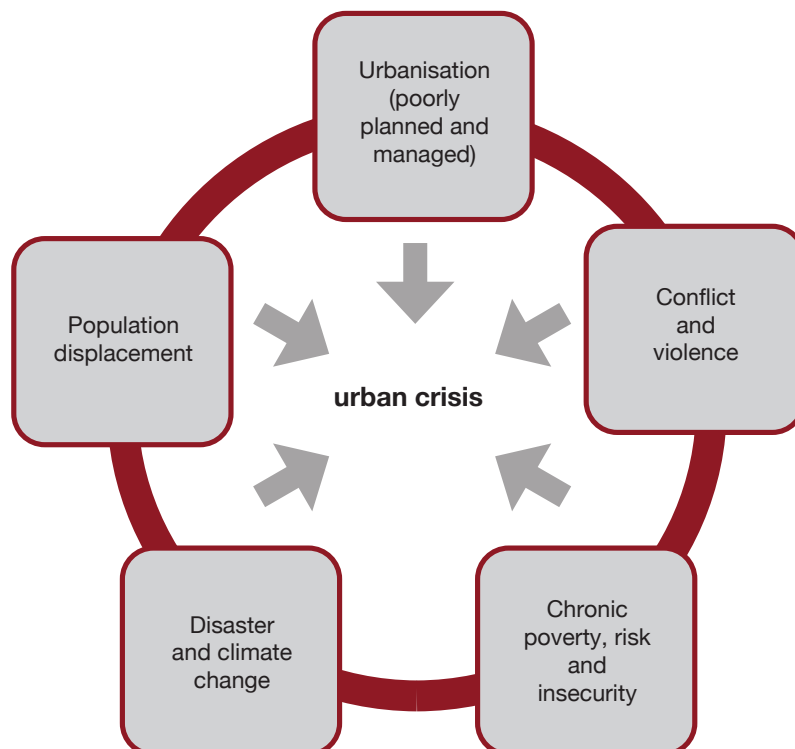 Urbanisation
(poorly
planned and
managed)
Population
displacement
Conflict
and
violence
urban crisis
Disaster
and climate
change
Chronic
poverty, risk
and
insecurity